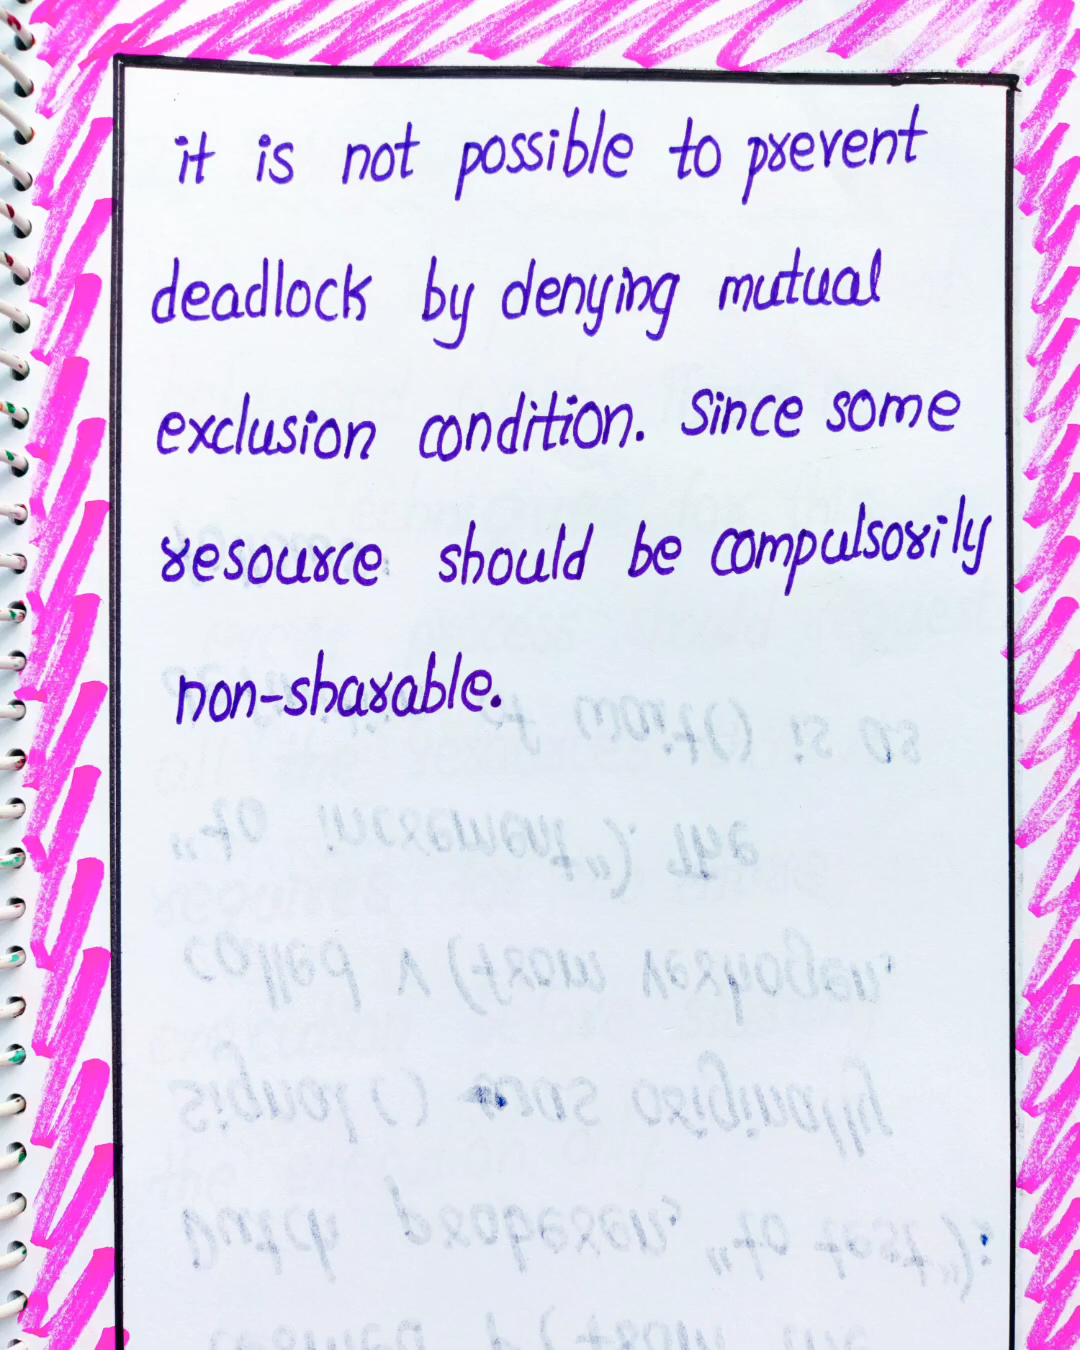 it is not possible to prevent
deadlock by denying mutual
exclusion condition. Since some
resource should be compulsorily
non-sharable.